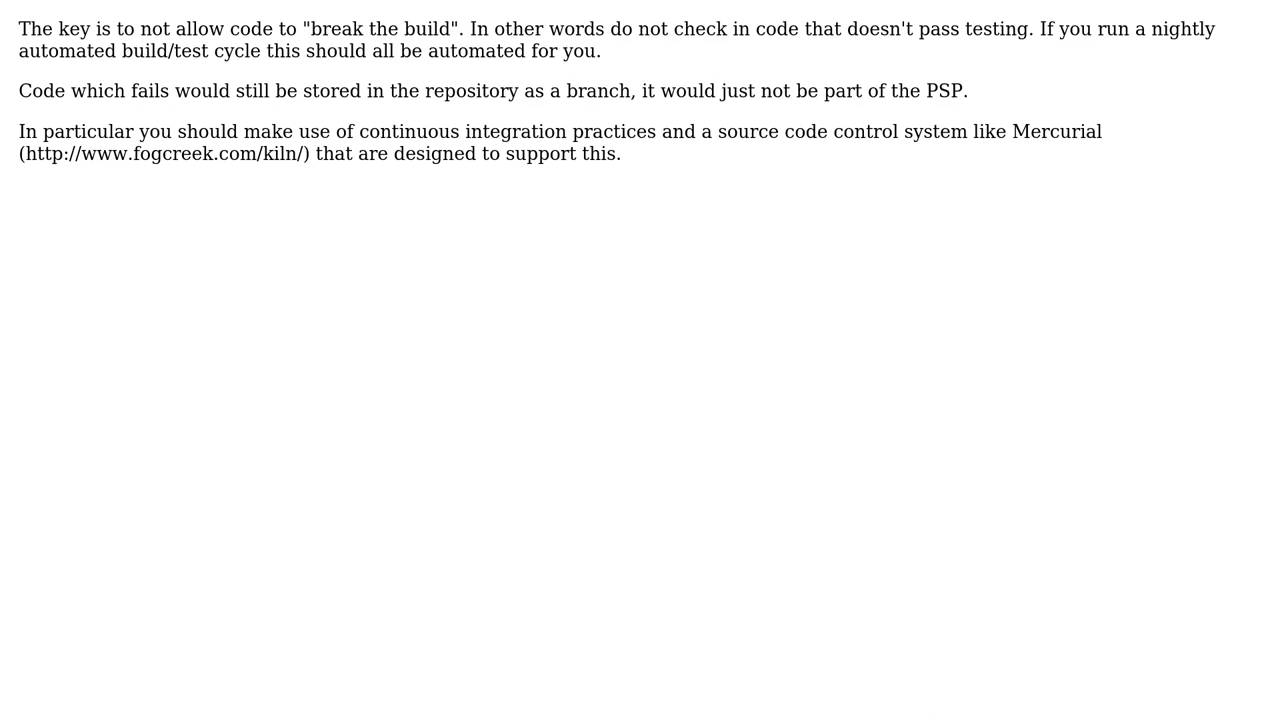 The key is to not allow code to "break the build". In other words do not check in code that doesn't pass testing. If you run a nightly
automated build/test cycle this should all be automated for you.
Code which fails would still be stored in the repository as a branch, it would just not be part of the PSP.
In particular you should make use of continuous integration practices and a source code control system like Mercurial
(http://www.fogcreek.com/kiln/) that are designed to support this.